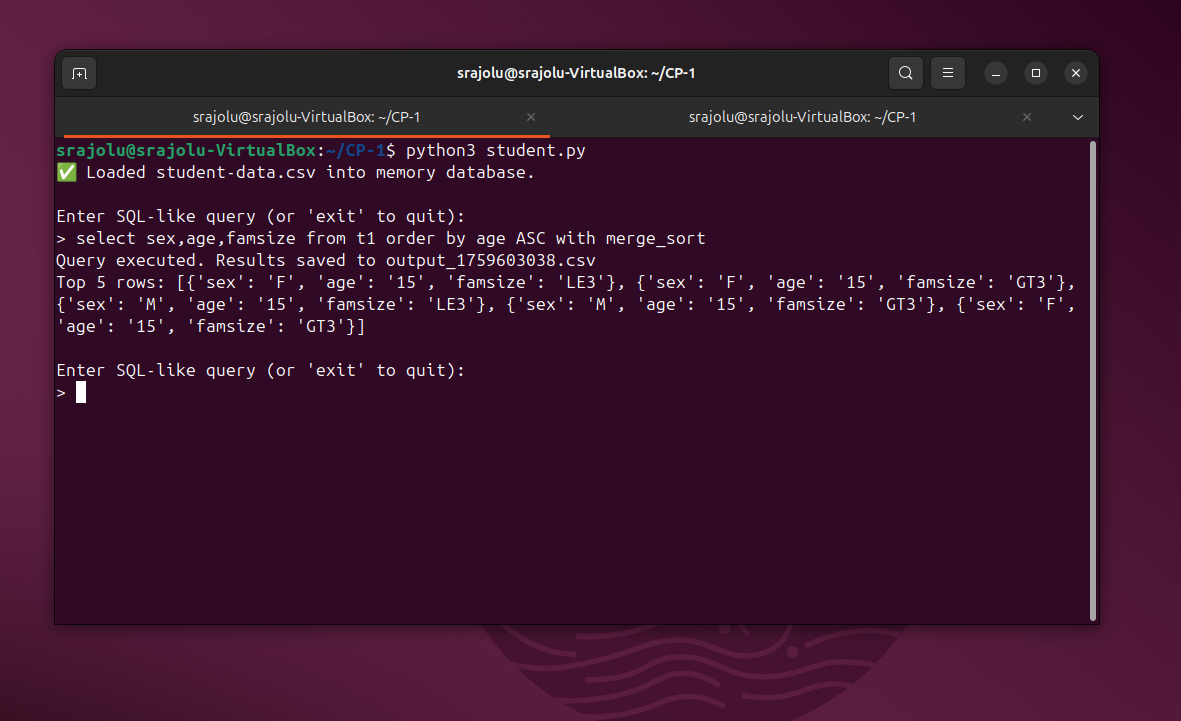 srajolu@srajolu-VirtualBox: ~/CP-1
srajolu@srajolu-VirtualBox: ~/CP-1
srajolu@srajolu-VirtualBox: ~/CP-1
srajolu@srajolu-VirtualBox:~/CP-1$ python3 student.py
✅ Loaded student-data.csv into memory database.
Enter SQL-like query (or 'exit' to quit):
> select sex,age,famsize from t1 order by age ASC with merge_sort
Query executed. Results saved to output_1759603038.csv
Top 5 rows: [{'sex': 'F', 'age': '15', 'famsize': 'LE3'}, {'sex': 'F', 'age': '15', 'famsize': 'GT3'},
{'sex': 'M', 'age': '15', 'famsize': 'LE3'}, {'sex': 'M', 'age': '15', 'famsize': 'GT3'}, {'sex': 'F',
'age': '15', 'famsize': 'GT3'}]
Enter SQL-like query (or 'exit' to quit):
>